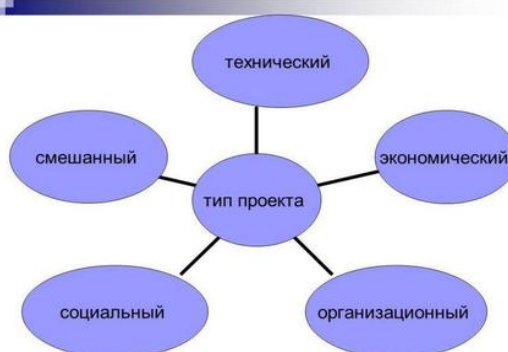 технический
смешанный
экономический
тип проекта
социальный
организационный